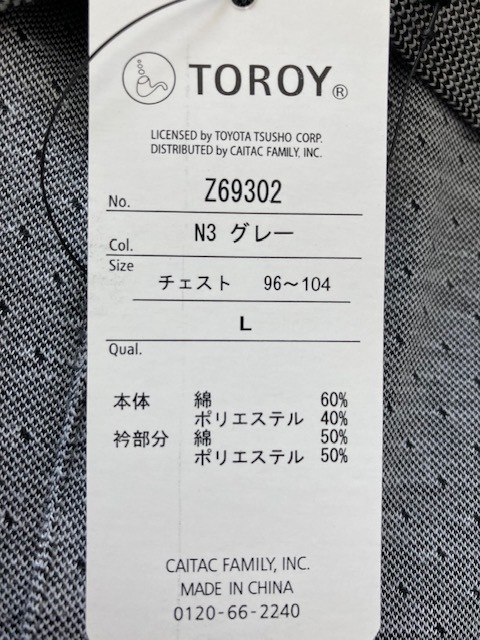 TOROY®
LICENSED by TOYOTA TSUSHO CORP.
DISTRIBUTED by CAITAC FAMILY, INC.
No. Z69302
Col. N3 グレー
Size
チェスト 96～104
L
Qual.
本体 綿 60%
ポリエステル 40%
衿部分 綿 50%
ポリエステル 50%
CAITAC FAMILY, INC.
MADE IN CHINA
0120-66-2240